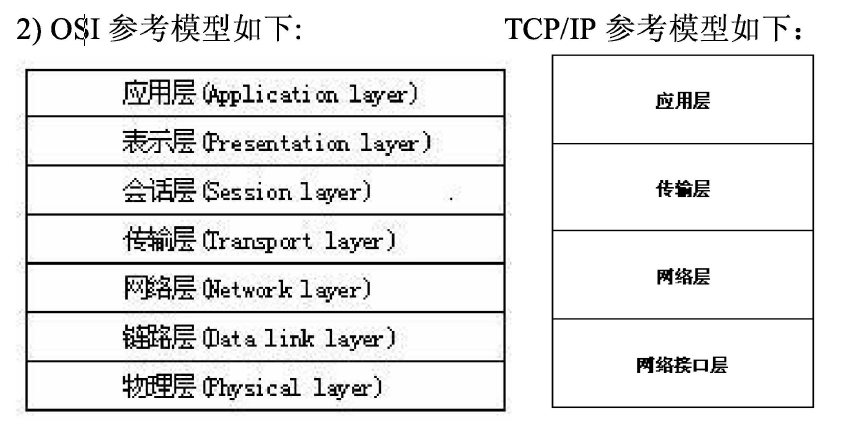 2) OSI 参考模型如下:
TCP/IP 参考模型如下：
应用层(Application layer)
表示层(Presentation layer)
会话层(Session layer)
传输层(Transport layer)
网络层(Network layer)
链路层(Data link layer)
物理层(Physical layer)
应用层
传输层
网络层
网络接口层